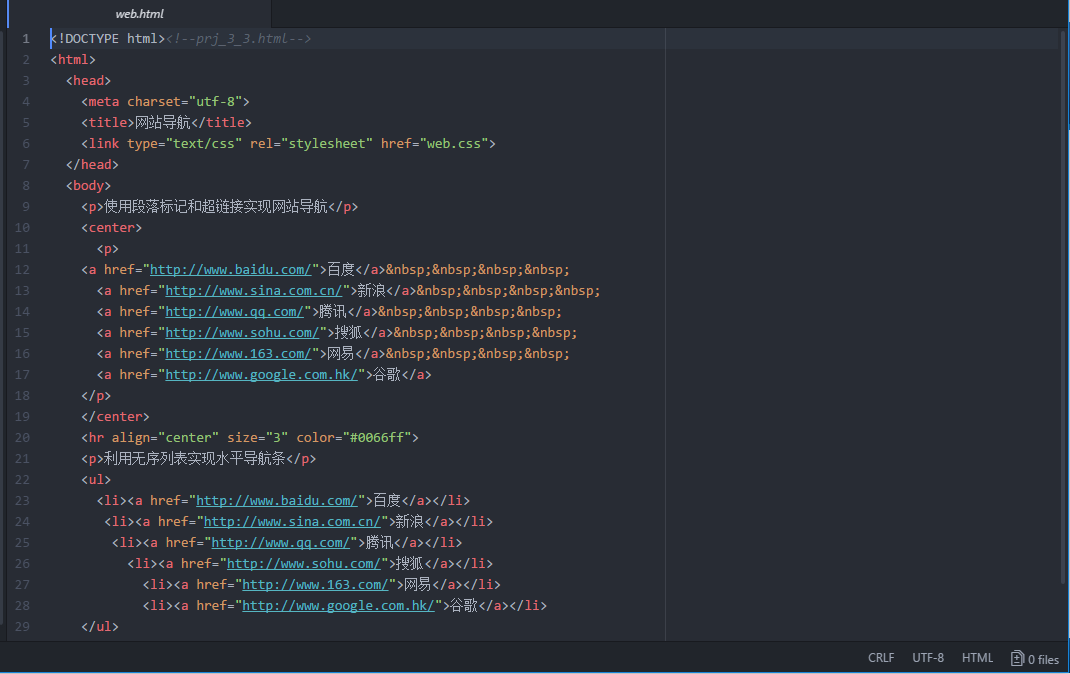 web.html
1 <!DOCTYPE html><!--prj_3_3.html-->
2 <html>
3 <head>
4 <meta charset="utf-8">
5 <title>网站导航</title>
6 <link type="text/css" rel="stylesheet" href="web.css">
7 </head>
8 <body>
9 <p>使用段落标记和超链接实现网站导航</p>
10 <center>
11 <p>
12 <a href="http://www.baidu.com/">百度</a>&nbsp;&nbsp;&nbsp;&nbsp;
13 <a href="http://www.sina.com.cn/">新浪</a>&nbsp;&nbsp;&nbsp;&nbsp;
14 <a href="http://www.qq.com/">腾讯</a>&nbsp;&nbsp;&nbsp;&nbsp;
15 <a href="http://www.sohu.com/">搜狐</a>&nbsp;&nbsp;&nbsp;&nbsp;
16 <a href="http://www.163.com/">网易</a>&nbsp;&nbsp;&nbsp;&nbsp;
17 <a href="http://www.google.com.hk/">谷歌</a>
18 </p>
19 </center>
20 <hr align="center" size="3" color="#0066ff">
21 <p>利用无序列表实现水平导航条</p>
22 <ul>
23 <li><a href="http://www.baidu.com/">百度</a></li>
24 <li><a href="http://www.sina.com.cn/">新浪</a></li>
25 <li><a href="http://www.qq.com/">腾讯</a></li>
26 <li><a href="http://www.sohu.com/">搜狐</a></li>
27 <li><a href="http://www.163.com/">网易</a></li>
28 <li><a href="http://www.google.com.hk/">谷歌</a></li>
29 </ul>
CRLF UTF-8 HTML 0 files